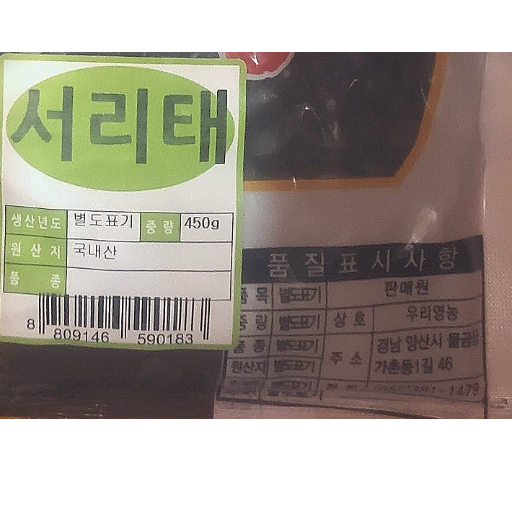 서리태
생산년도 별도표기 중량 450g
원산지 국내산
품종
8 809146 590183
품질표시사항
품목 별도표기 판매원
중량 별도표기 상호 우리영농
품종 별도표기 주소 경남 양산시 물금읍
원산지 별도표기 가촌동1길 46